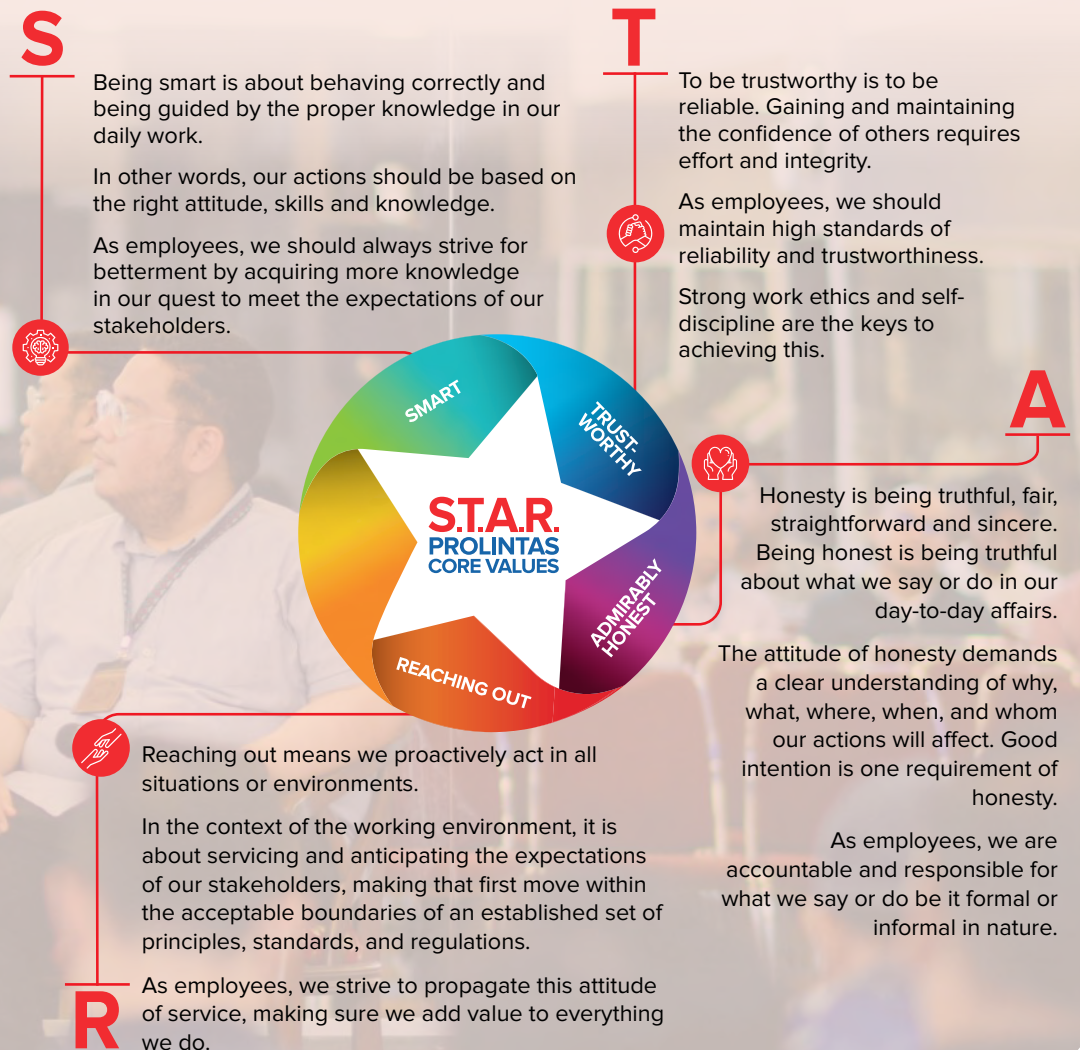 S
Being smart is about behaving correctly and
being guided by the proper knowledge in our
daily work.
In other words, our actions should be based on
the right attitude, skills and knowledge.
As employees, we should always strive for
betterment by acquiring more knowledge
in our quest to meet the expectations of our
stakeholders.
T
To be trustworthy is to be
reliable. Gaining and maintaining
the confidence of others requires
effort and integrity.
As employees, we should
maintain high standards of
reliability and trustworthiness.
Strong work ethics and self-
discipline are the keys to
achieving this.
SMART
TRUST-
WORTHY
ADMIRABLY
HONEST
REACHING OUT
S.T.A.R.
PROLINTAS
CORE VALUES
A
Honesty is being truthful, fair,
straightforward and sincere.
Being honest is being truthful
about what we say or do in our
day-to-day affairs.
The attitude of honesty demands
a clear understanding of why,
what, where, when, and whom
our actions will affect. Good
intention is one requirement of
honesty.
As employees, we are
accountable and responsible for
what we say or do be it formal or
informal in nature.
R
Reaching out means we proactively act in all
situations or environments.
In the context of the working environment, it is
about servicing and anticipating the expectations
of our stakeholders, making that first move within
the acceptable boundaries of an established set of
principles, standards, and regulations.
As employees, we strive to propagate this attitude
of service, making sure we add value to everything
we do.